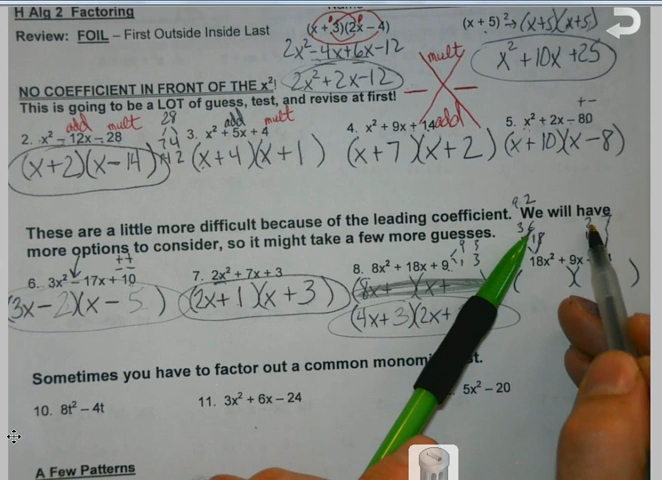 H Alg 2 Factoring
Review: FOIL – First Outside Inside Last
(x + 3)(2x – 4)
2x² – 4x + 6x – 12
2x² + 2x – 12
(x + 5)² → (x + 5)(x + 5)
x² + 10x + 25
mult
add
NO COEFFICIENT IN FRONT OF THE x²!
This is going to be a LOT of guess, test, and revise at first!
add mult
2. x² – 12x – 28
(x + 2)(x – 14)
28
add mult
3. x² + 5x + 4
(x + 4)(x + 1)
4. x² + 9x + 14
(x + 7)(x + 2)
+ –
5. x² + 2x – 80
(x + 10)(x – 8)
These are a little more difficult because of the leading coefficient. We will have
more options to consider, so it might take a few more guesses.
6. 3x² – 17x + 10
(3x – 2)(x – 5)
7. 2x² + 7x + 3
(2x + 1)(x + 3)
8. 8x² + 18x + 9
(8x + )(x + )
(4x + 3)(2x +
9, 2
3, 6
18x² + 9x –
( )( )
Sometimes you have to factor out a common
10. 8t² – 4t
11. 3x² + 6x – 24
5x² – 20
A Few Patterns